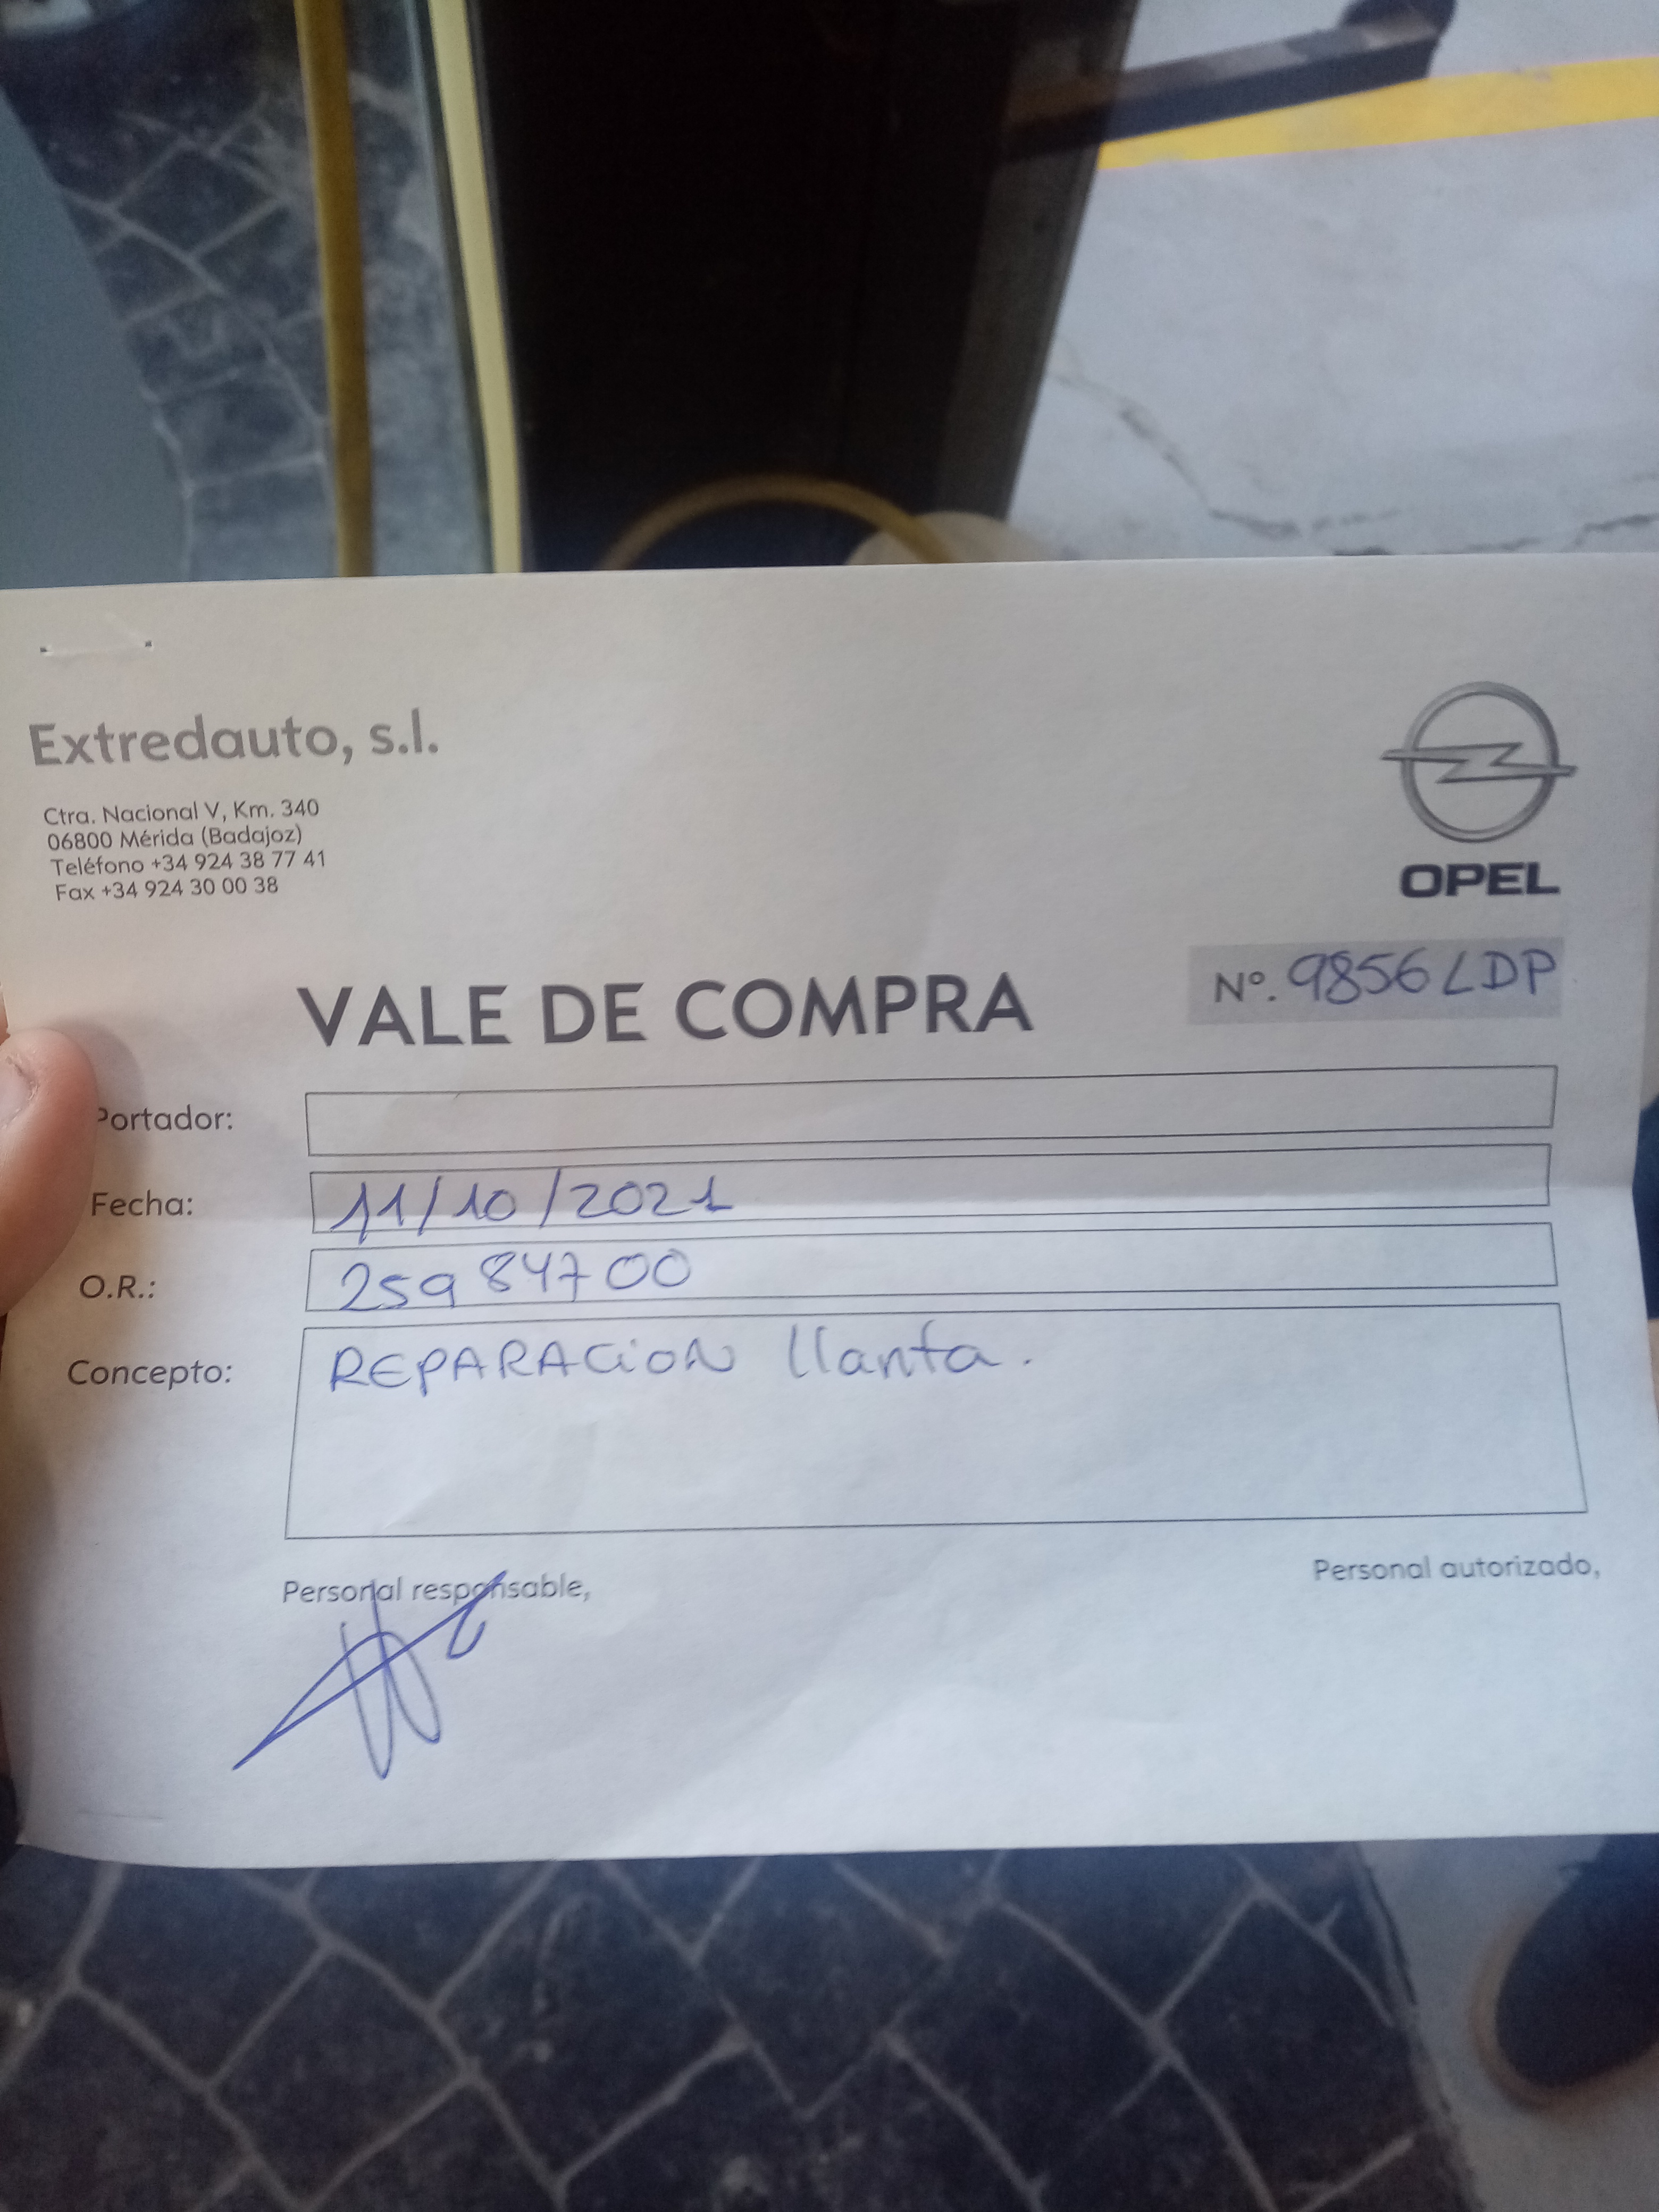 Extredauto, s.l.
Ctra. Nacional V, Km. 340
06800 Mérida (Badajoz)
Teléfono +34 924 38 77 41
Fax +34 924 30 00 38
OPEL
VALE DE COMPRA
Nº. 9856LDP
Portador:
Fecha: 11/10/2021
O.R.: 25984700
Concepto: REPARACiON llanta.
Personal responsable,
Personal autorizado,